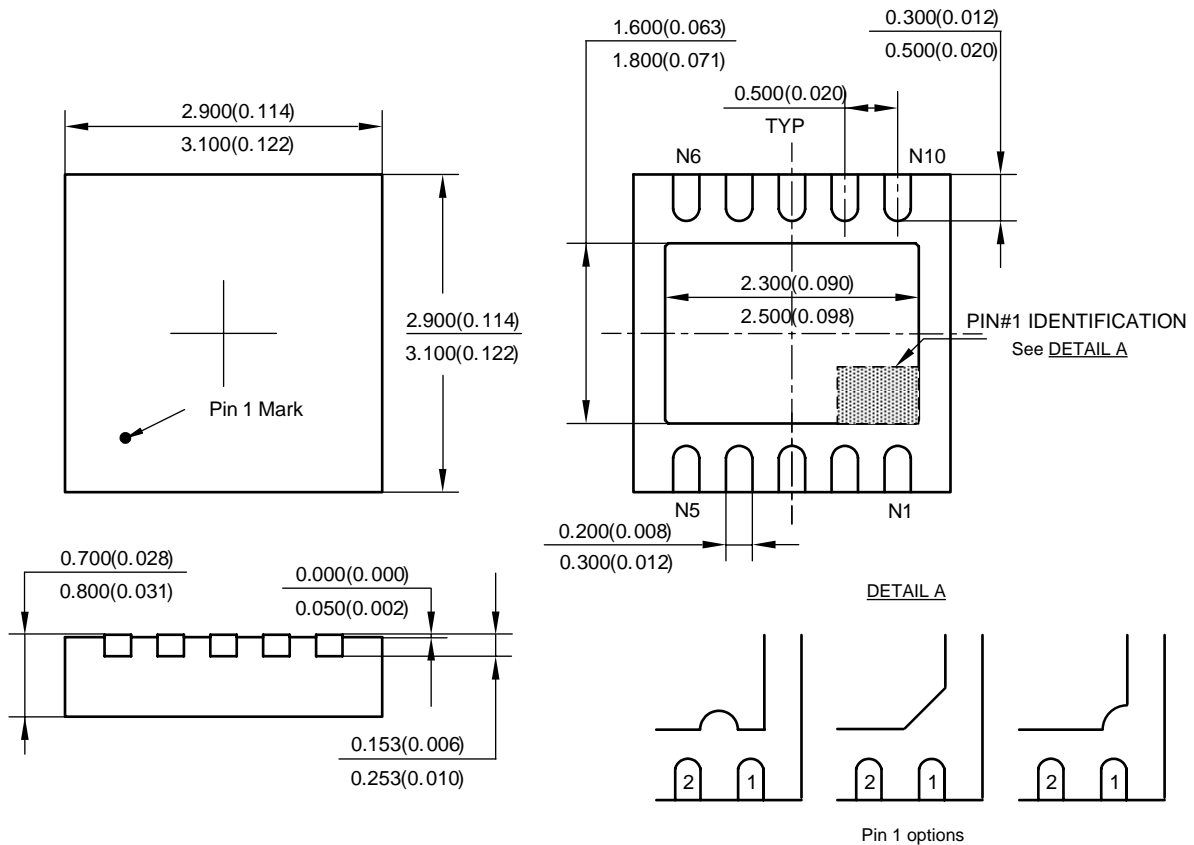 2.900(0.114)
3.100(0.122)
Pin 1 Mark
2.900(0.114)
3.100(0.122)
1.600(0.063)
1.800(0.071)
0.500(0.020)
TYP
0.300(0.012)
0.500(0.020)
N6
N10
2.300(0.090)
2.500(0.098)
PIN#1 IDENTIFICATION
See DETAIL A
N5
N1
0.200(0.008)
0.300(0.012)
0.700(0.028)
0.800(0.031)
0.000(0.000)
0.050(0.002)
0.153(0.006)
0.253(0.010)
DETAIL A
2 1
2 1
2 1
Pin 1 options